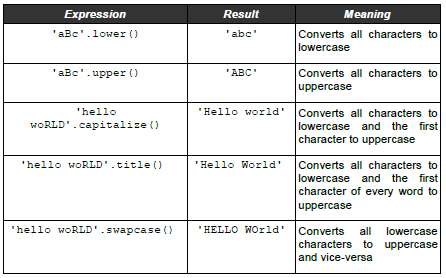 Expression Result Meaning
'aBc'.lower() 'abc' Converts all characters to
lowercase
'aBc'.upper() 'ABC' Converts all characters to
uppercase
'hello 'Hello world' Converts all characters to
woRLD'.capitalize() lowercase and the first
character to uppercase
'hello woRLD'.title() 'Hello World' Converts all characters to
lowercase and the first
character of every word to
uppercase
'hello woRLD'.swapcase() 'HELLO WOrld' Converts all lowercase
characters to uppercase
and vice-versa